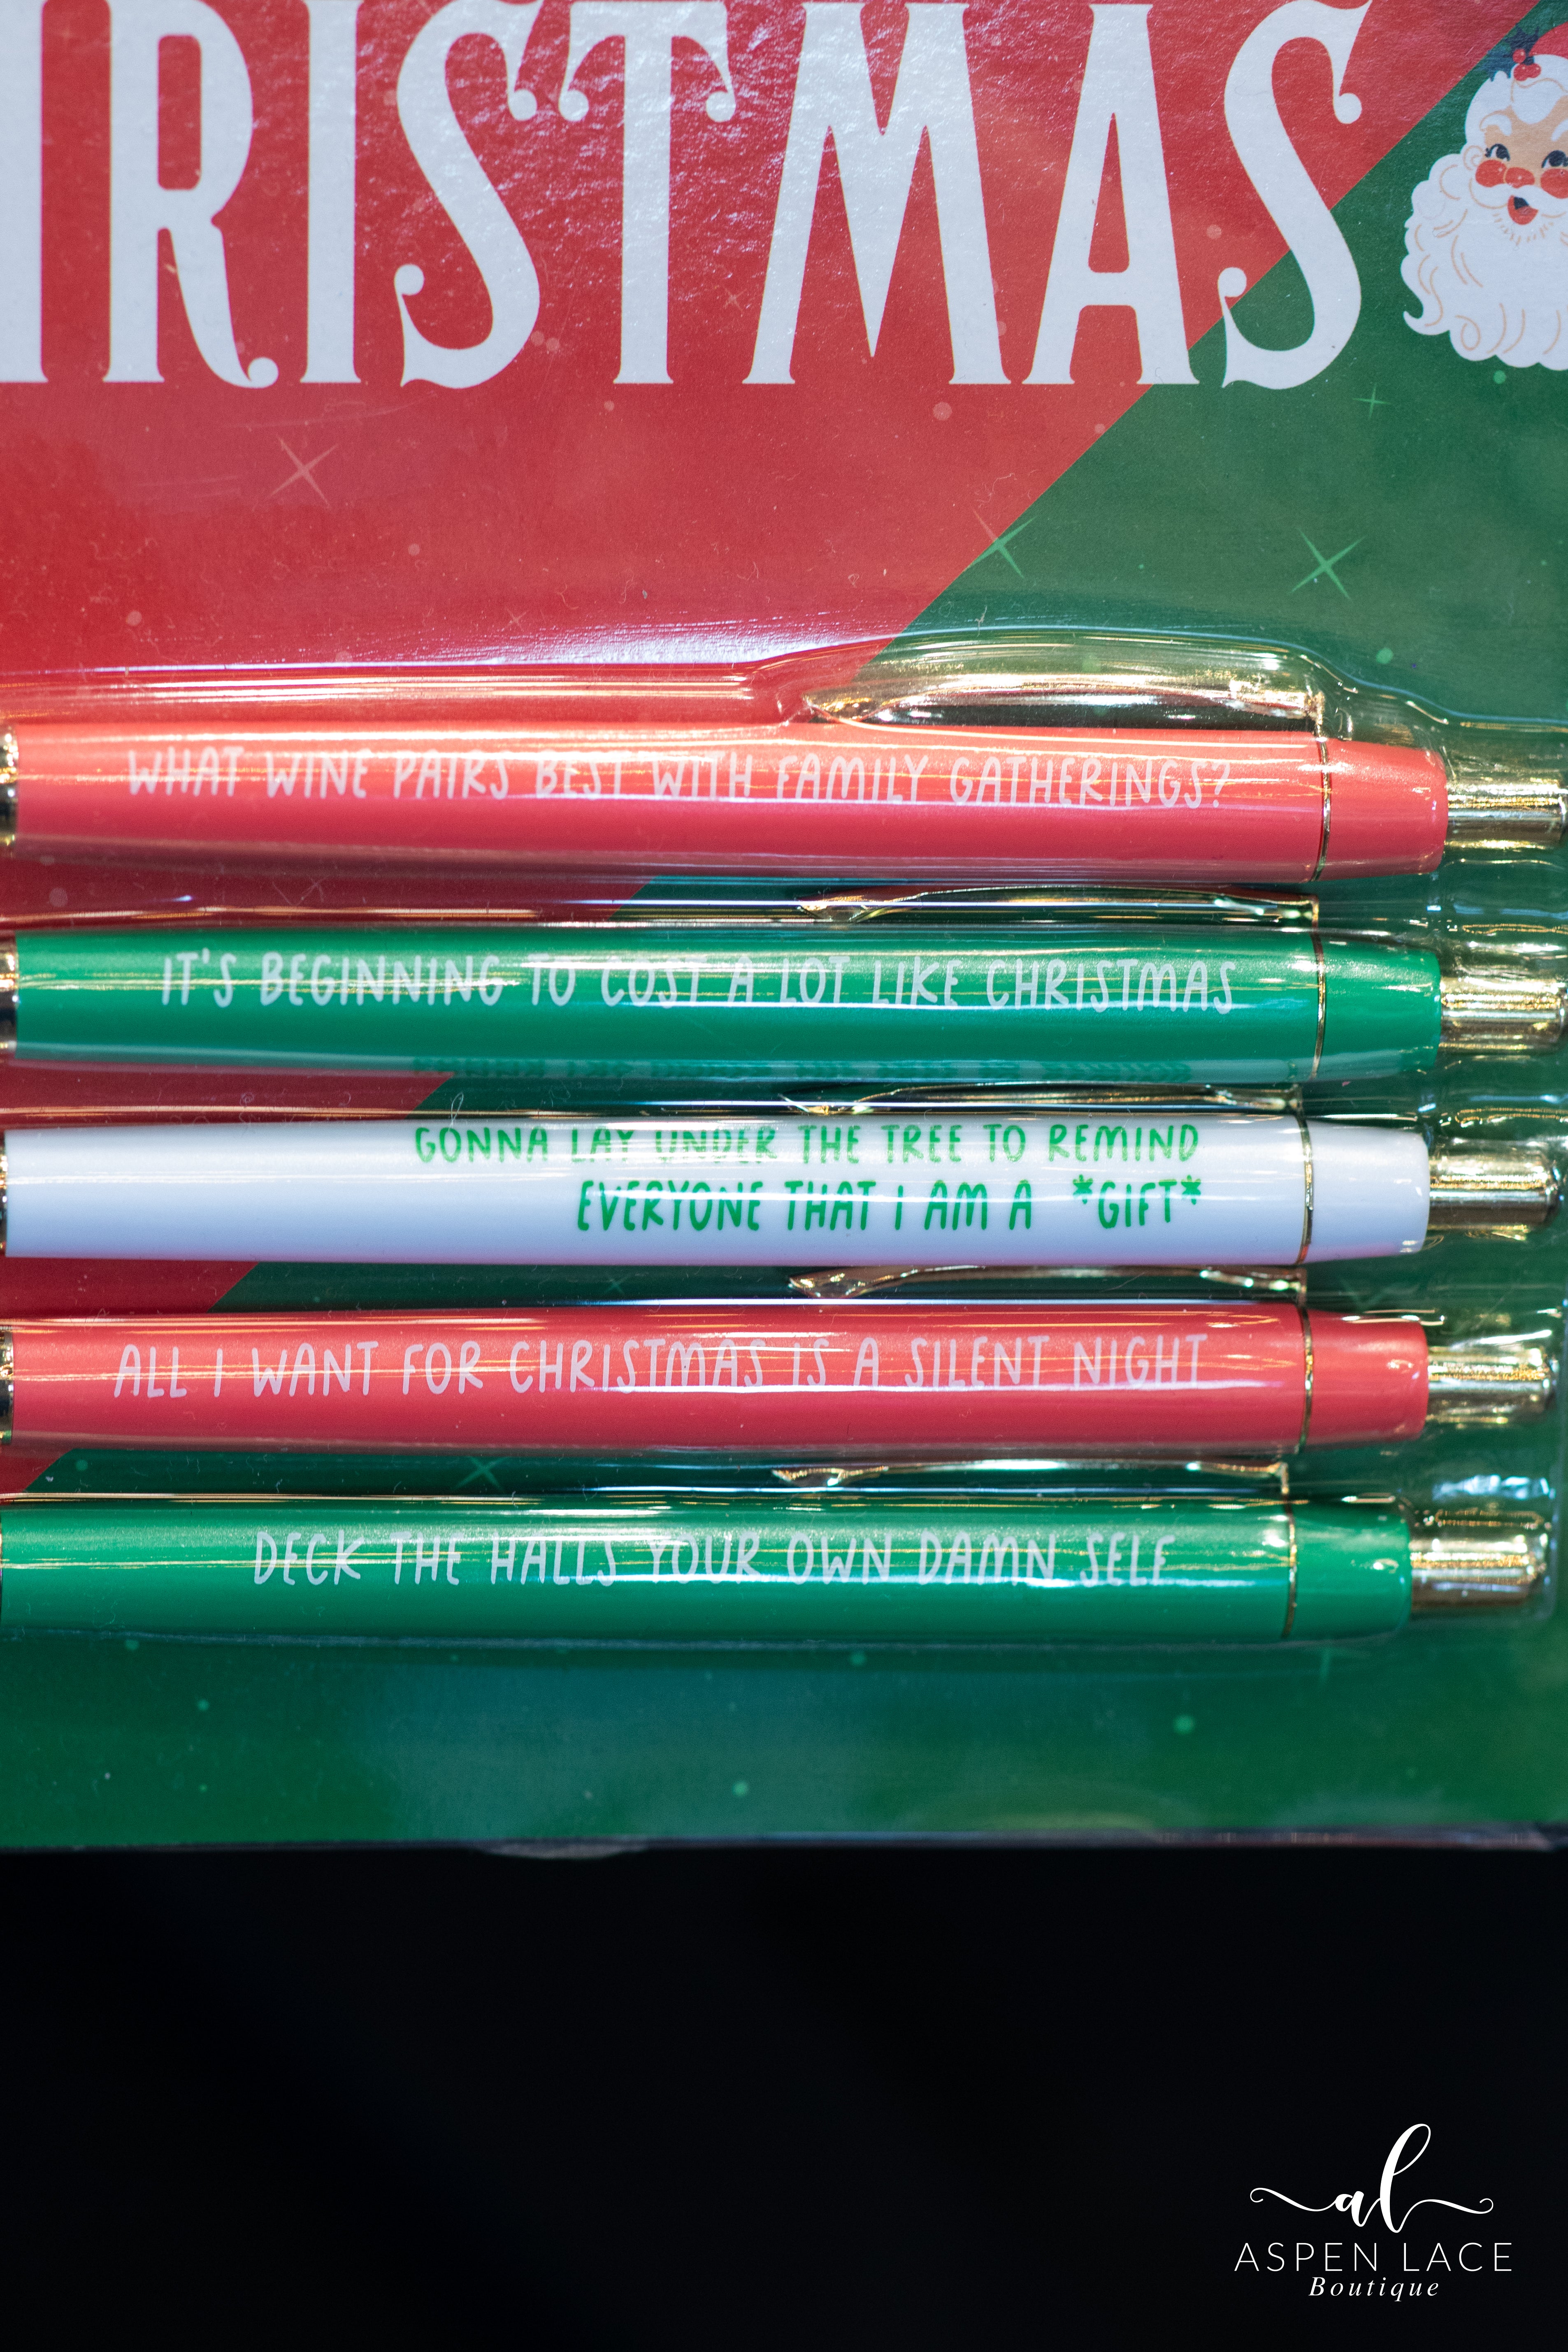 HRISTMAS
WHAT WINE PAIRS BEST WITH FAMILY GATHERINGS?
IT'S BEGINNING TO COST A LOT LIKE CHRISTMAS
GONNA LAY UNDER THE TREE TO REMIND
EVERYONE THAT I AM A *GIFT*
ALL I WANT FOR CHRISTMAS IS A SILENT NIGHT
DECK THE HALLS YOUR OWN DAMN SELF
al
ASPEN LACE
Boutique